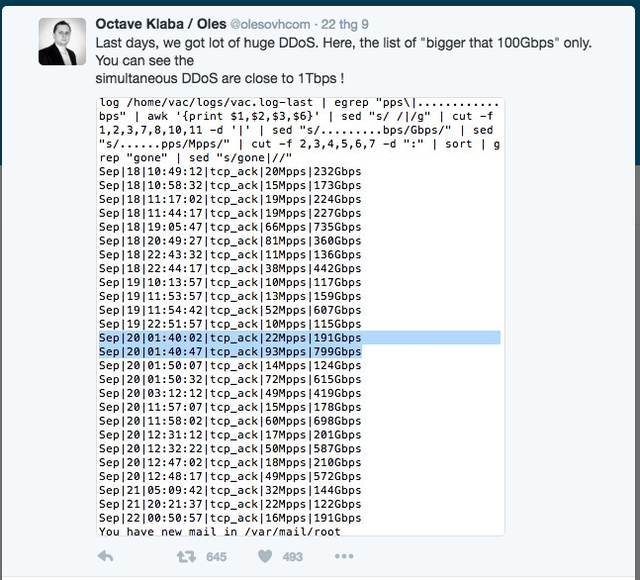 Octave Klaba / Oles @olesovhcom · 22 thg 9
Last days, we got lot of huge DDoS. Here, the list of "bigger that 100Gbps" only.
You can see the
simultaneous DDoS are close to 1Tbps !
log /home/vac/logs/vac.log-last | egrep "pps\|............
bps" | awk '{print $1,$2,$3,$6}' | sed "s/ /|/g" | cut -f
1,2,3,7,8,10,11 -d '|' | sed "s/.........bps/Gbps/" | sed
"s/......pps/Mpps/" | cut -f 2,3,4,5,6,7 -d ":" | sort | g
rep "gone" | sed "s/gone|//"
Sep|18|10:49:12|tcp_ack|20Mpps|232Gbps
Sep|18|10:58:32|tcp_ack|15Mpps|173Gbps
Sep|18|11:17:02|tcp_ack|19Mpps|224Gbps
Sep|18|11:44:17|tcp_ack|19Mpps|227Gbps
Sep|18|19:05:47|tcp_ack|66Mpps|735Gbps
Sep|18|20:49:27|tcp_ack|81Mpps|360Gbps
Sep|18|22:43:32|tcp_ack|11Mpps|136Gbps
Sep|18|22:44:17|tcp_ack|38Mpps|442Gbps
Sep|19|10:13:57|tcp_ack|10Mpps|117Gbps
Sep|19|11:53:57|tcp_ack|13Mpps|159Gbps
Sep|19|11:54:42|tcp_ack|52Mpps|607Gbps
Sep|19|22:51:57|tcp_ack|10Mpps|115Gbps
Sep|20|01:40:02|tcp_ack|22Mpps|191Gbps
Sep|20|01:40:47|tcp_ack|93Mpps|799Gbps
Sep|20|01:50:07|tcp_ack|14Mpps|124Gbps
Sep|20|01:50:32|tcp_ack|72Mpps|615Gbps
Sep|20|03:12:12|tcp_ack|49Mpps|419Gbps
Sep|20|11:57:07|tcp_ack|15Mpps|178Gbps
Sep|20|11:58:02|tcp_ack|60Mpps|698Gbps
Sep|20|12:31:12|tcp_ack|17Mpps|201Gbps
Sep|20|12:32:22|tcp_ack|50Mpps|587Gbps
Sep|20|12:47:02|tcp_ack|18Mpps|210Gbps
Sep|20|12:48:17|tcp_ack|49Mpps|572Gbps
Sep|21|05:09:42|tcp_ack|32Mpps|144Gbps
Sep|21|20:21:37|tcp_ack|22Mpps|122Gbps
Sep|22|00:50:57|tcp_ack|16Mpps|191Gbps
You have new mail in /var/mail/root
645 493